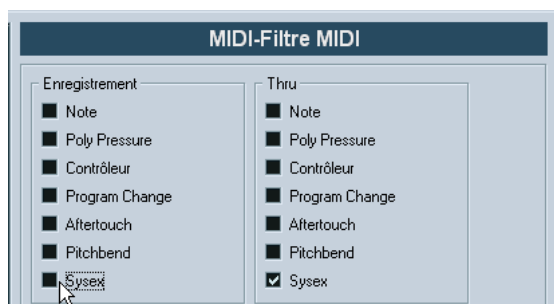 MIDI-Filtre MIDI
Enregistrement
Note
Poly Pressure
Contrôleur
Program Change
Aftertouch
Pitchbend
Sysex
Thru
Note
Poly Pressure
Contrôleur
Program Change
Aftertouch
Pitchbend
Sysex